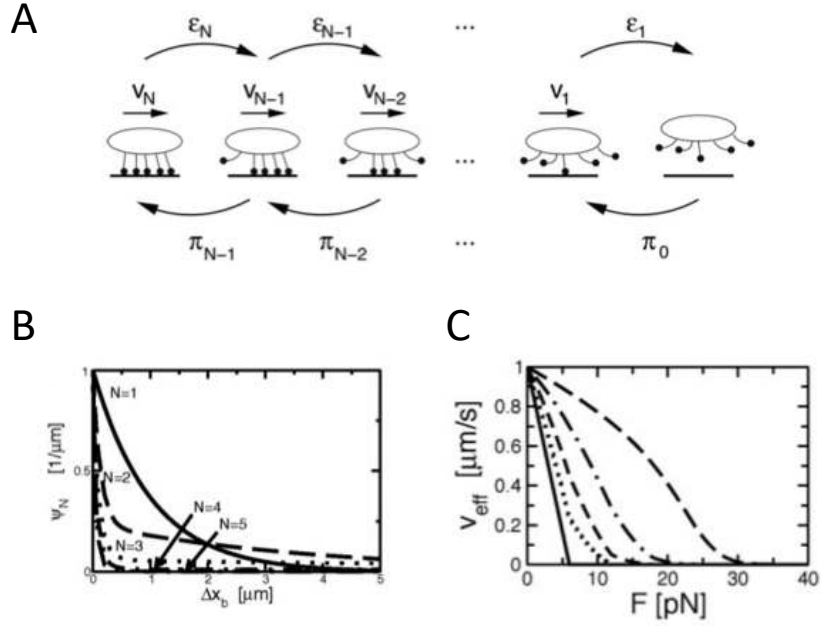 A
ε_N ε_{N-1} ... ε_1
v_N v_{N-1} v_{N-2} v_1
...
π_{N-1} π_{N-2} ... π_0
B
ψ_N [1/μm]
1
0.5
0
N=1
N=2
N=3
N=4
N=5
0 1 2 3 4 5
Δx_b [μm]
C
v_eff [μm/s]
1
0.8
0.6
0.4
0.2
0
0 10 20 30 40
F [pN]